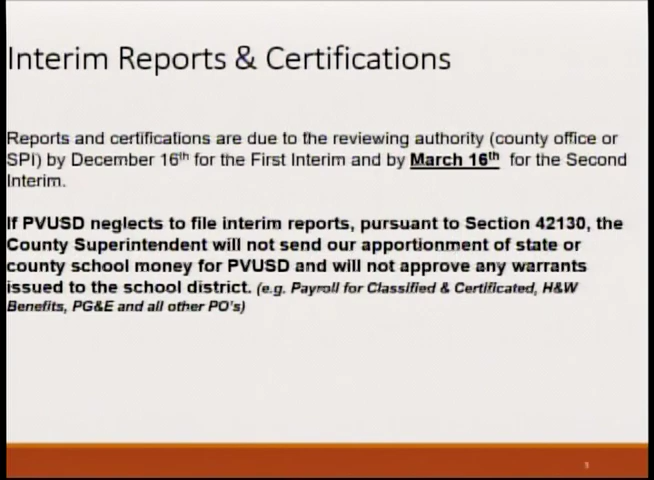 Interim Reports & Certifications
Reports and certifications are due to the reviewing authority (county office or
SPI) by December 16th for the First Interim and by March 16th for the Second
Interim.
If PVUSD neglects to file interim reports, pursuant to Section 42130, the
County Superintendent will not send our apportionment of state or
county school money for PVUSD and will not approve any warrants
issued to the school district. (e.g. Payroll for Classified & Certificated, H&W
Benefits, PG&E and all other PO's)
3